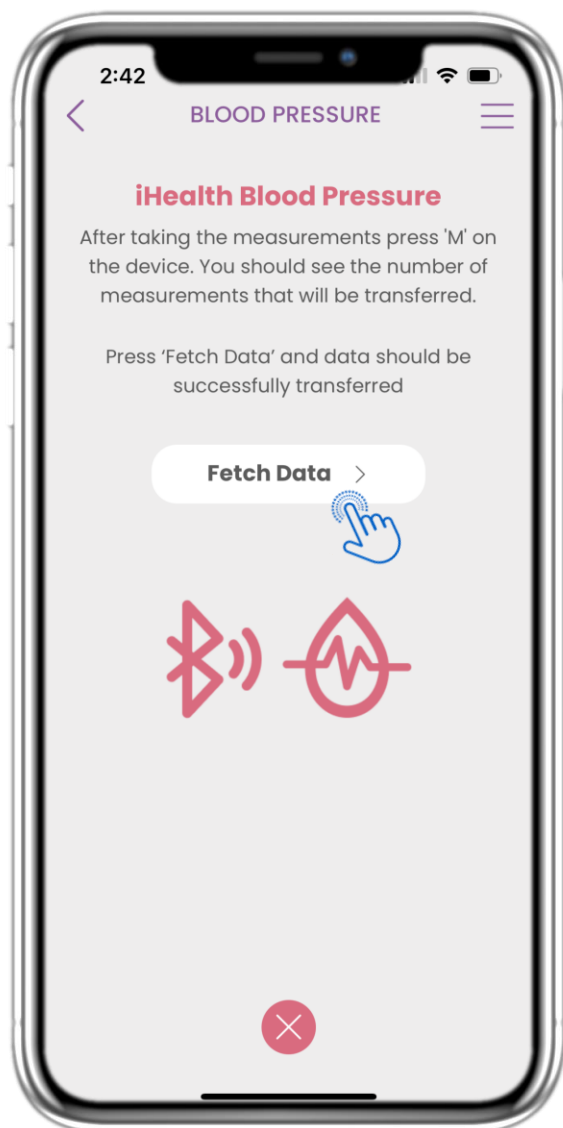 2:42
BLOOD PRESSURE
iHealth Blood Pressure
After taking the measurements press 'M' on
the device. You should see the number of
measurements that will be transferred.
Press ‘Fetch Data’ and data should be
successfully transferred
Fetch Data